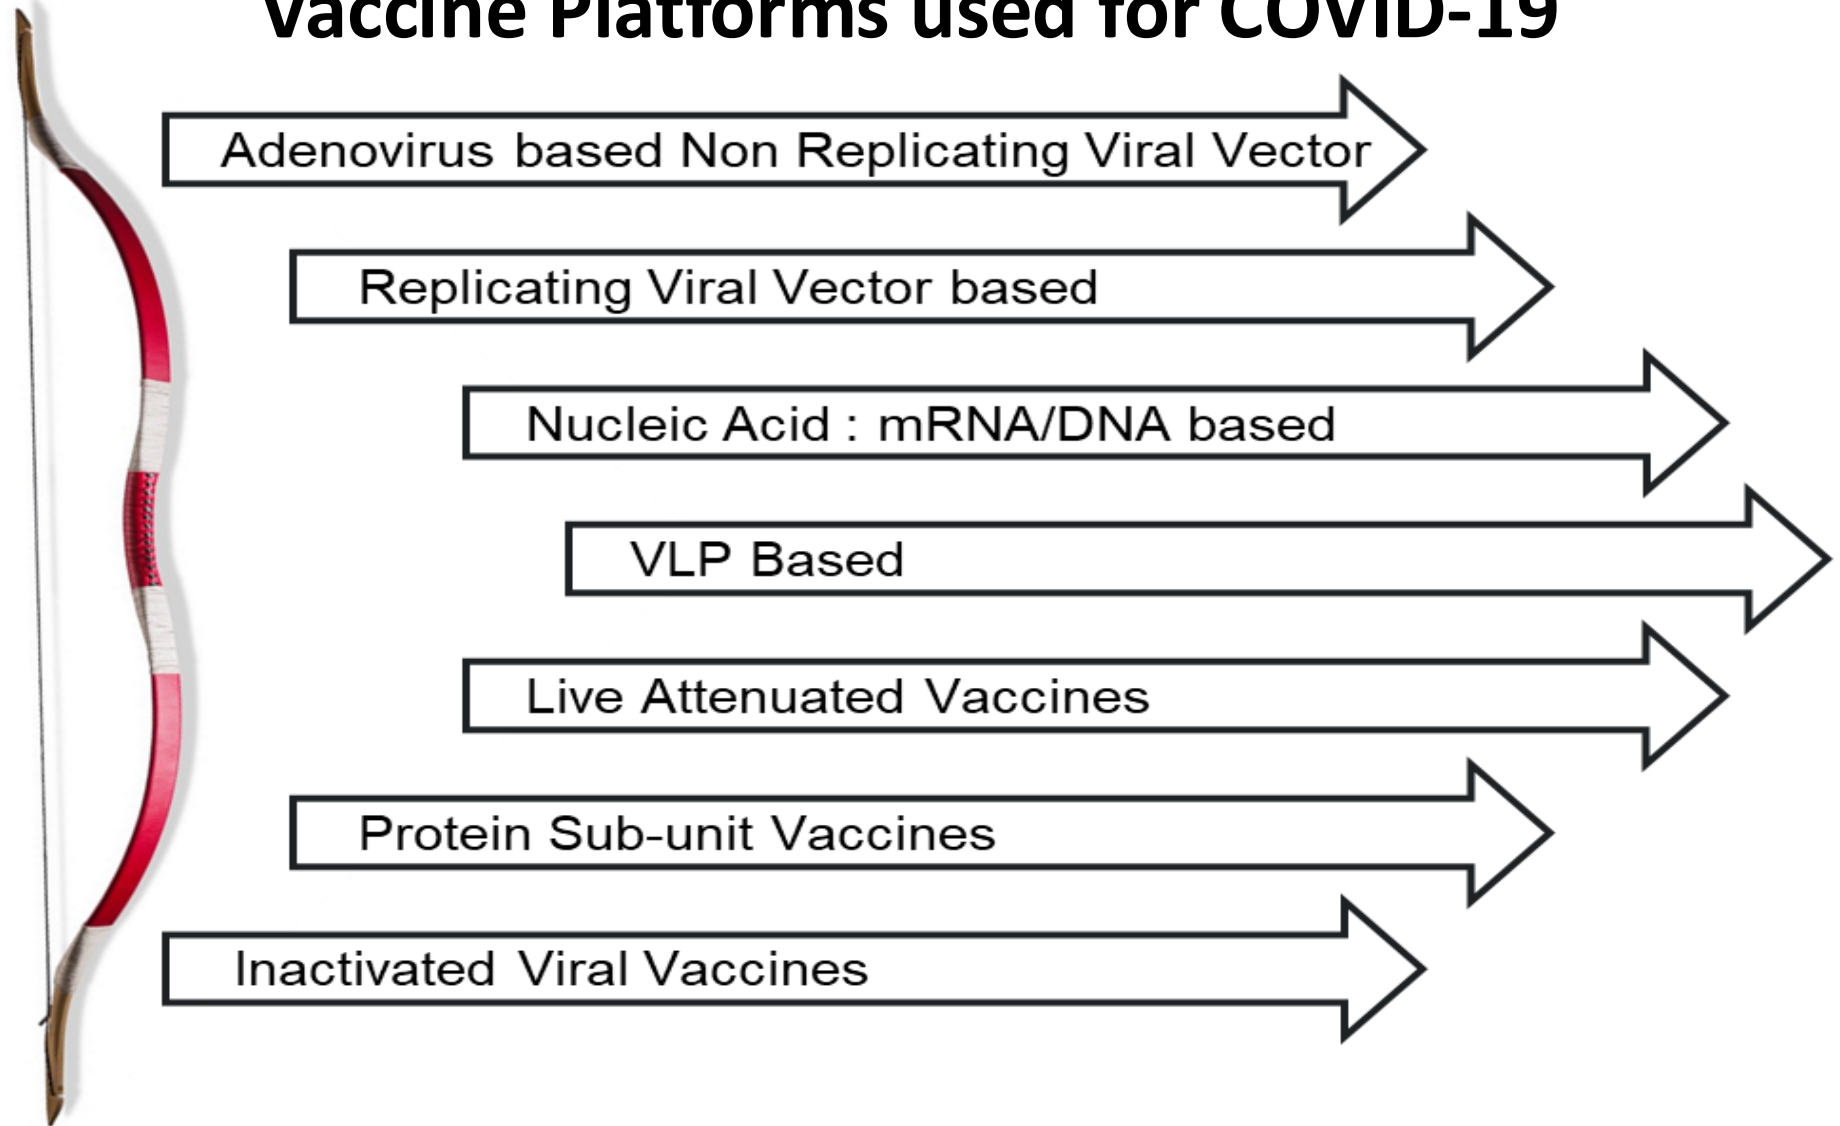 Vaccine Platforms used for COVID-19
Adenovirus based Non Replicating Viral Vector
Replicating Viral Vector based
Nucleic Acid : mRNA/DNA based
VLP Based
Live Attenuated Vaccines
Protein Sub-unit Vaccines
Inactivated Viral Vaccines